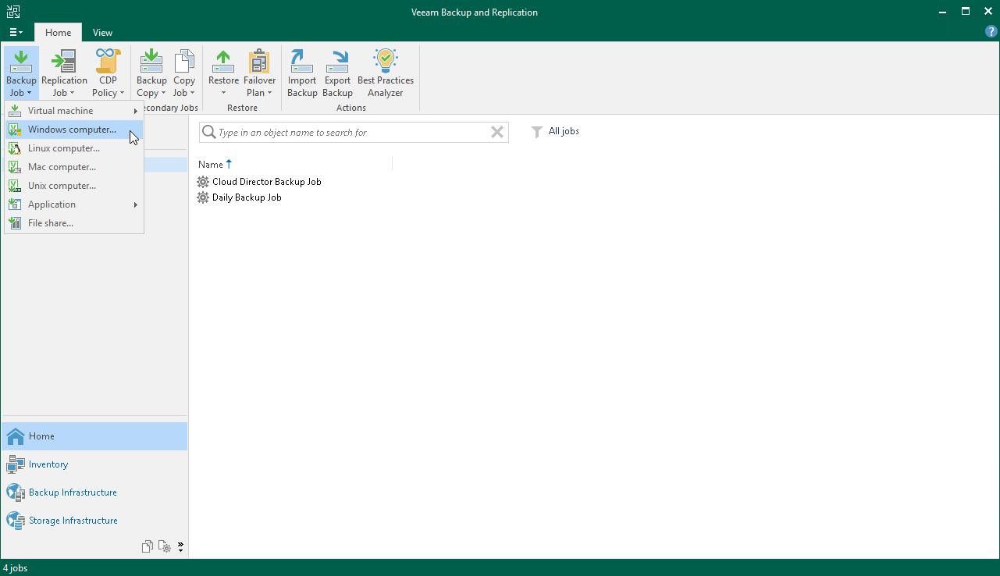 Veeam Backup and Replication
Home
View
Backup Job
Replication Job
CDP Policy
Backup Copy
Copy Job
Restore
Failover Plan
Import Backup
Export Backup
Best Practices Analyzer
econdary Jobs
Restore
Actions
Virtual machine
Windows computer...
Linux computer...
Mac computer...
Unix computer...
Application
File share...
Type in an object name to search for
All jobs
Name
Cloud Director Backup Job
Daily Backup Job
Home
Inventory
Backup Infrastructure
Storage Infrastructure
4 jobs